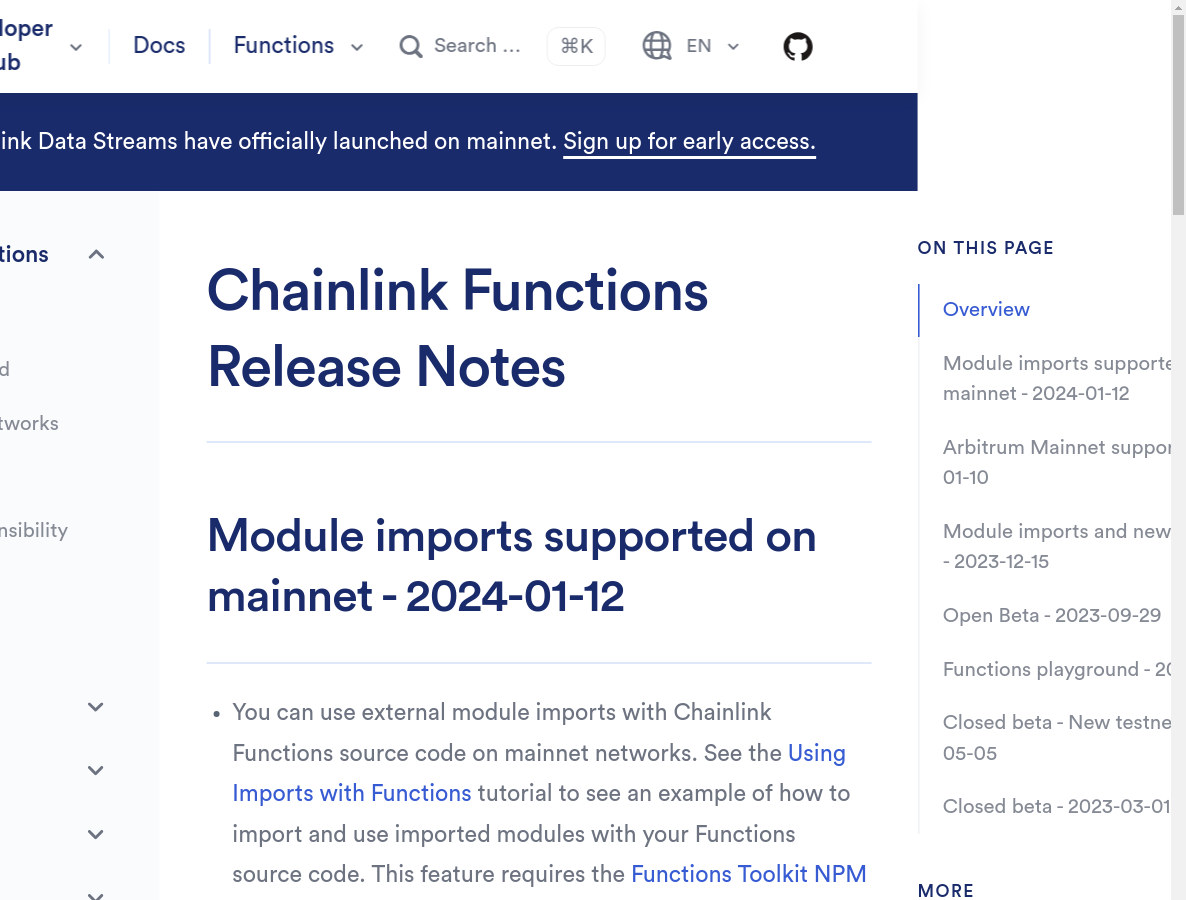 Docs
Functions
Search ...
⌘K
EN
ink Data Streams have officially launched on mainnet. Sign up for early access.
Chainlink Functions
Release Notes
Module imports supported on
mainnet - 2024-01-12
You can use external module imports with Chainlink
Functions source code on mainnet networks. See the Using
Imports with Functions tutorial to see an example of how to
import and use imported modules with your Functions
source code. This feature requires the Functions Toolkit NPM
ON THIS PAGE
Overview
Module imports supporte
mainnet - 2024-01-12
Arbitrum Mainnet suppor
01-10
Module imports and new
- 2023-12-15
Open Beta - 2023-09-29
Functions playground - 20
Closed beta - New testne
05-05
Closed beta - 2023-03-01
MORE